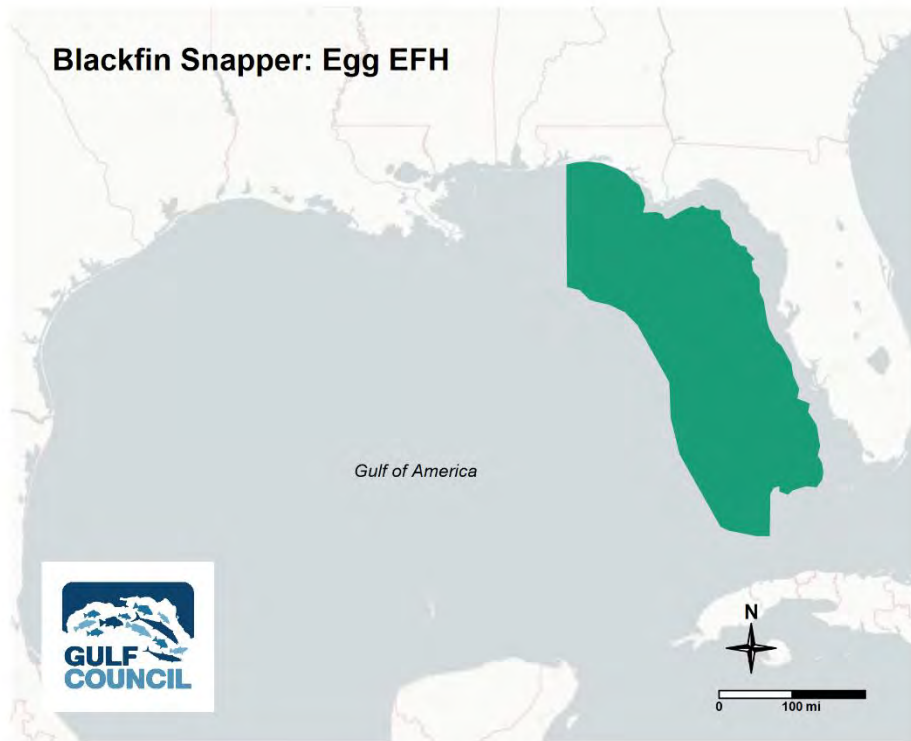 Blackfin Snapper: Egg EFH
Gulf of America
GULF
COUNCIL
N
0 100 mi